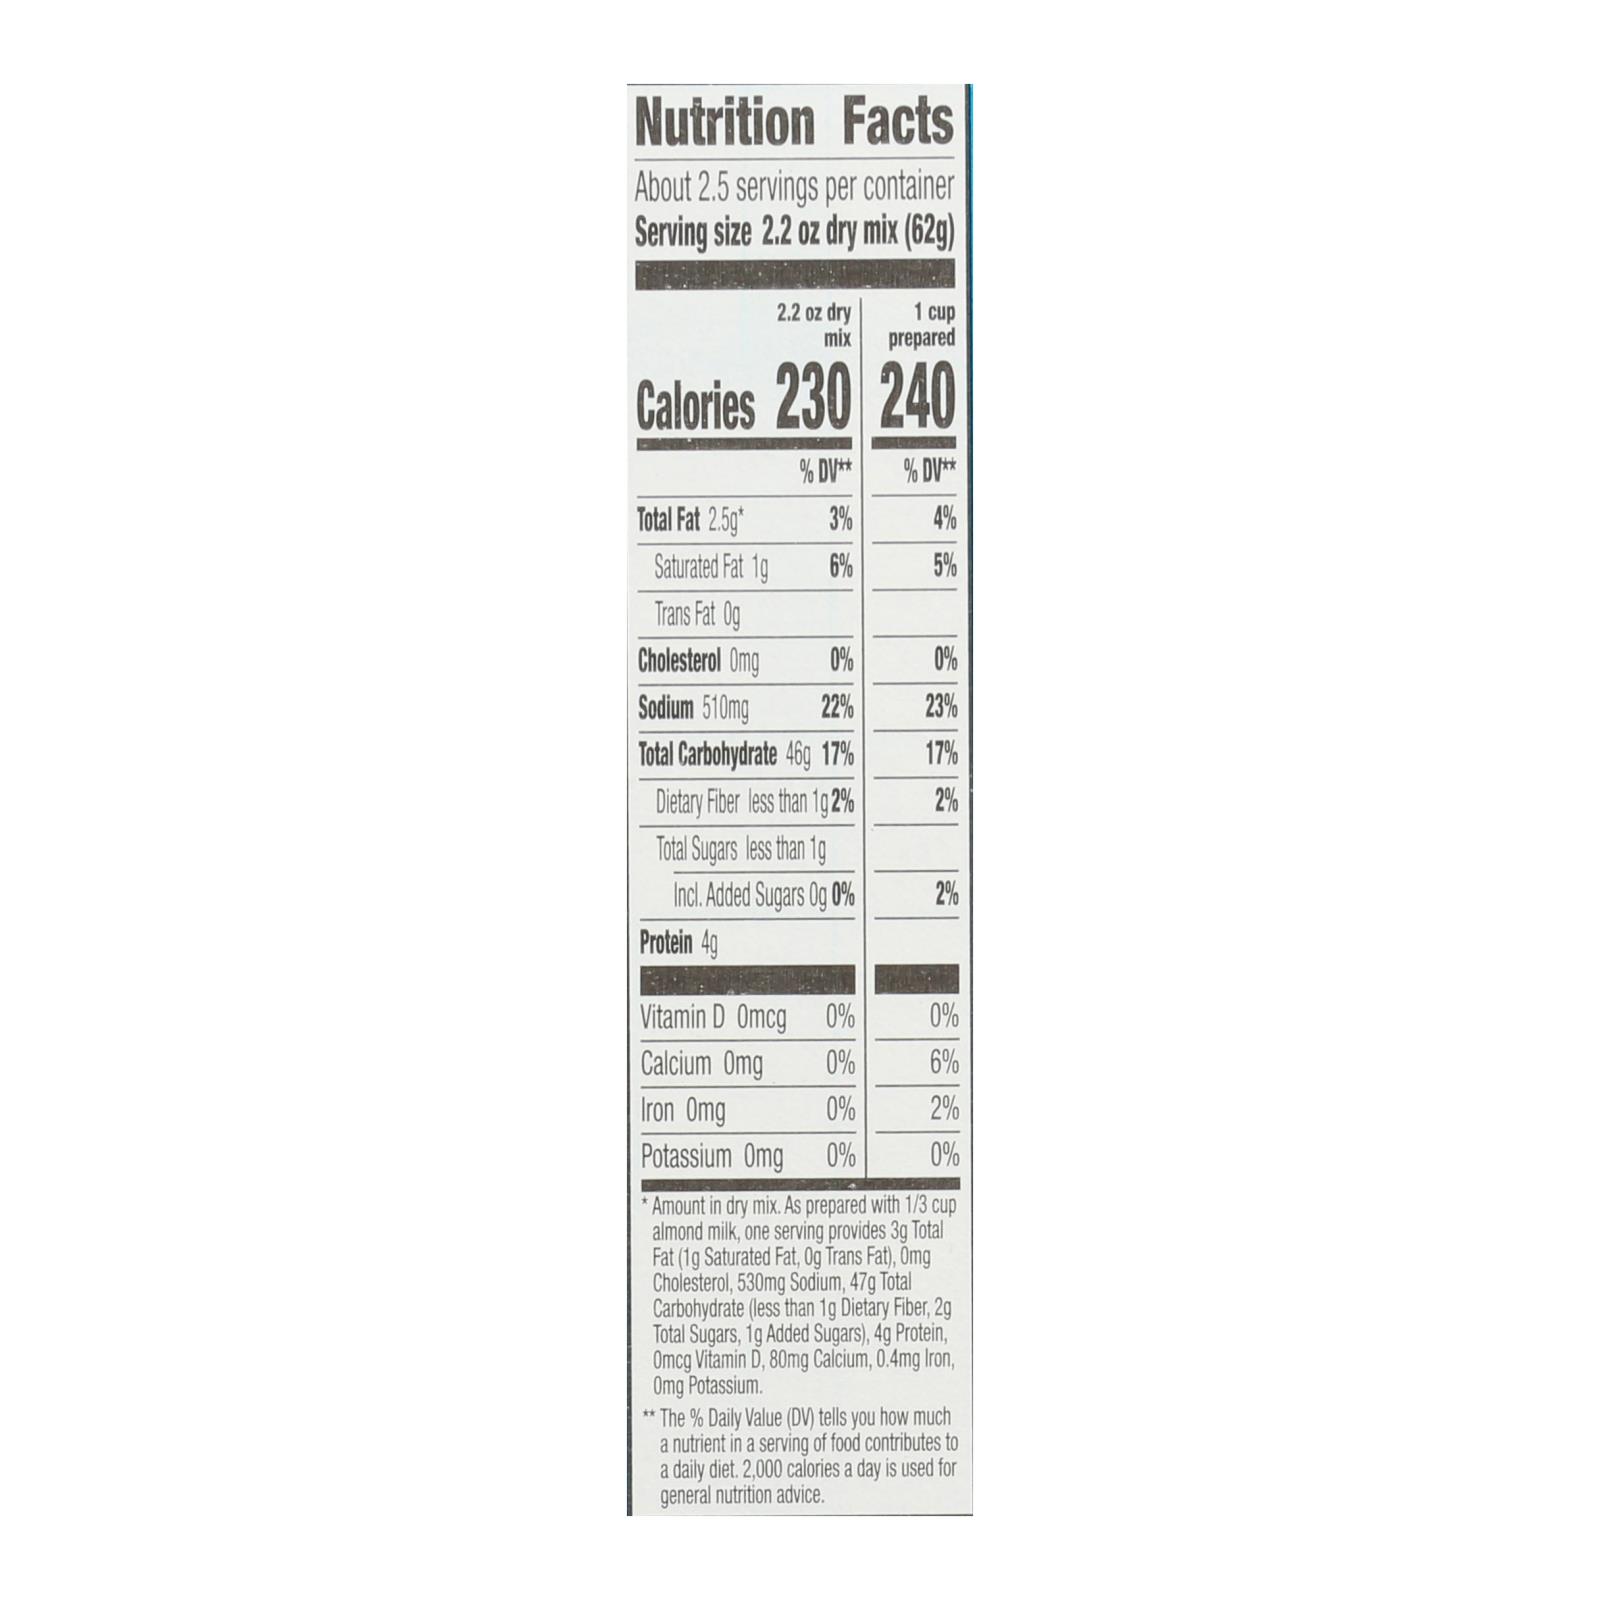 Nutrition Facts
About 2.5 servings per container
Serving size 2.2 oz dry mix (62g)
2.2 oz dry mix
1 cup prepared
Calories 230 240
% DV** % DV**
Total Fat 2.5g* 3% 4%
Saturated Fat 1g 6% 5%
Trans Fat 0g
Cholesterol 0mg 0% 0%
Sodium 510mg 22% 23%
Total Carbohydrate 46g 17% 17%
Dietary Fiber less than 1g 2% 2%
Total Sugars less than 1g
Incl. Added Sugars 0g 0% 2%
Protein 4g
Vitamin D 0mcg 0% 0%
Calcium 0mg 0% 6%
Iron 0mg 0% 2%
Potassium 0mg 0% 0%
* Amount in dry mix. As prepared with 1/3 cup
almond milk, one serving provides 3g Total
Fat (1g Saturated Fat, 0g Trans Fat), 0mg
Cholesterol, 530mg Sodium, 47g Total
Carbohydrate (less than 1g Dietary Fiber, 2g
Total Sugars, 1g Added Sugars), 4g Protein,
0mcg Vitamin D, 80mg Calcium, 0.4mg Iron,
0mg Potassium.
** The % Daily Value (DV) tells you how much
a nutrient in a serving of food contributes to
a daily diet. 2,000 calories a day is used for
general nutrition advice.